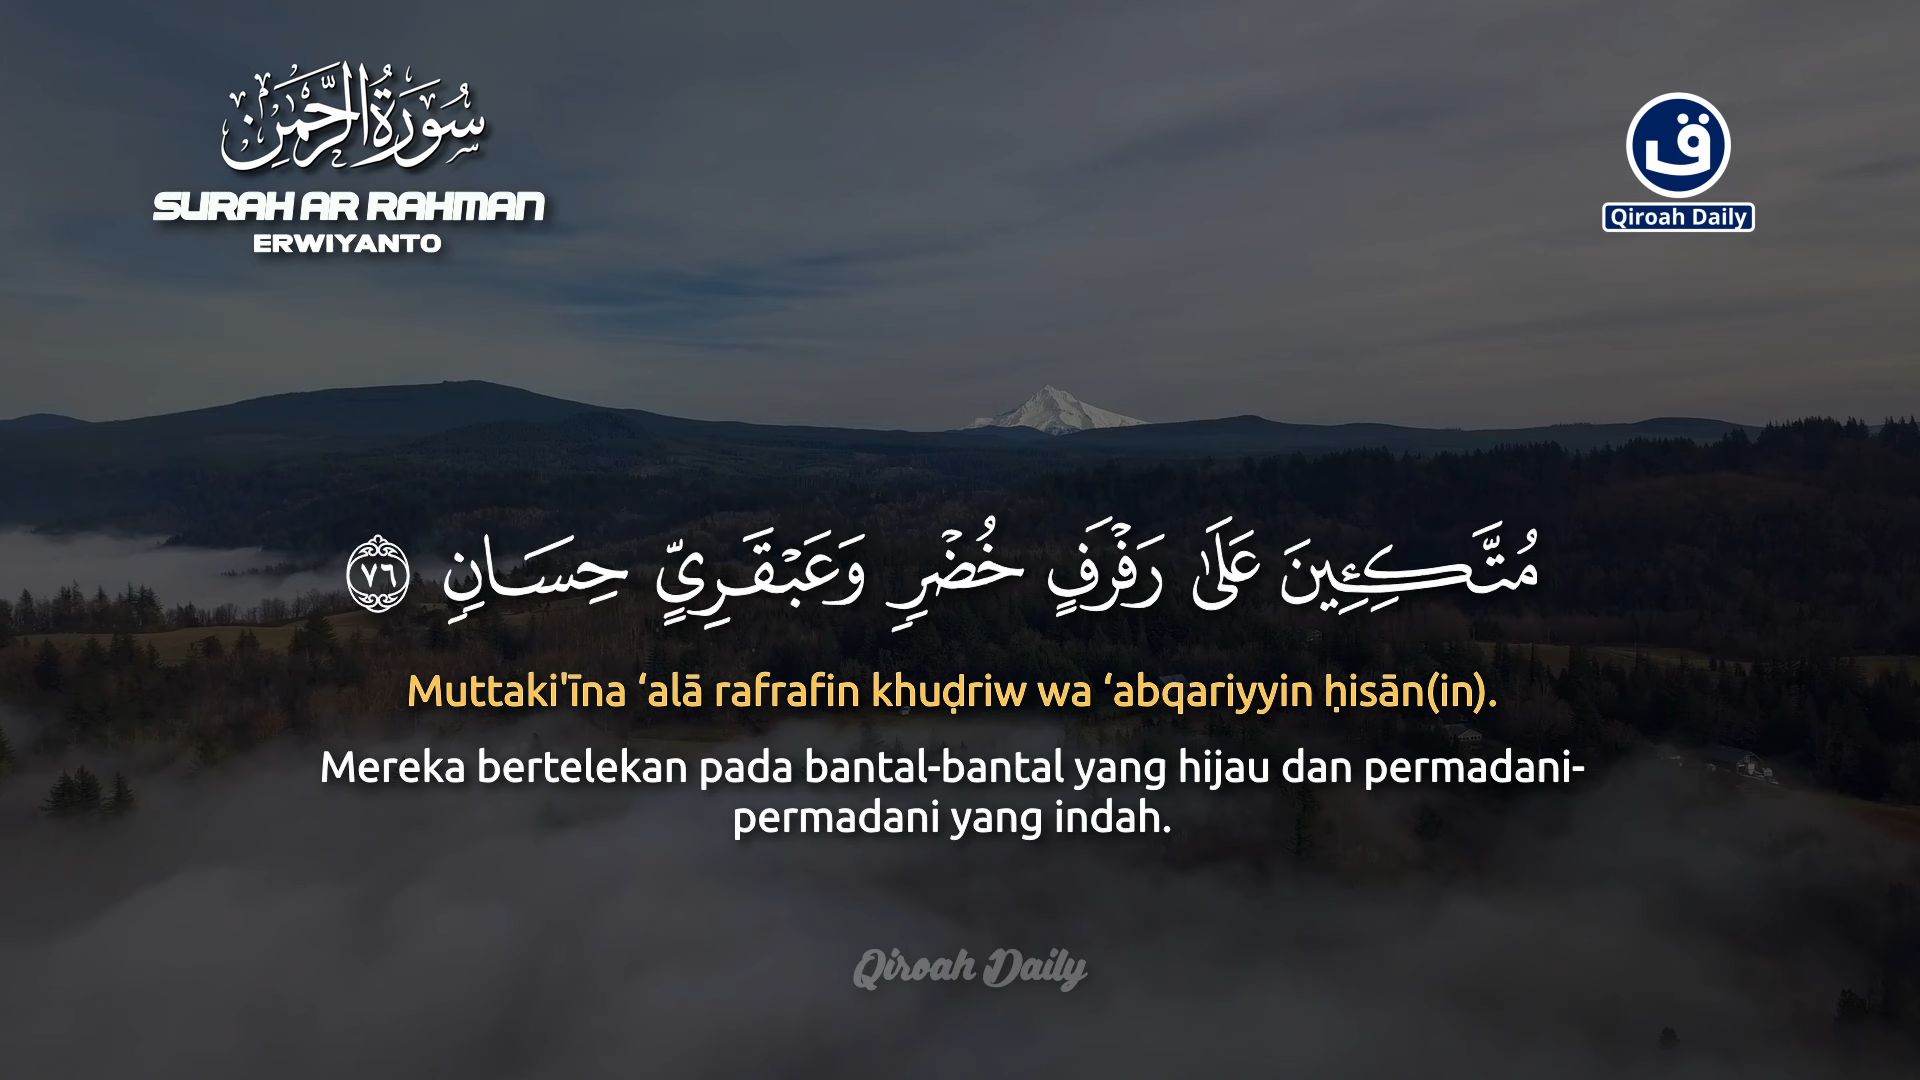 سُورَةُ الرَّحْمَٰنِ
SURAH AR RAHMAN
ERWIYANTO
ق
Qiroah Daily
مُتَّكِـِٔينَ عَلَىٰ رَفْرَفٍ خُضْرٍ وَعَبْقَرِيٍّ حِسَانٍ ٧٦
Muttaki'īna ‘alā rafrafin khuḍriw wa ‘abqariyyin ḥisān(in).
Mereka bertelekan pada bantal-bantal yang hijau dan permadani-
permadani yang indah.
Qiroah Daily